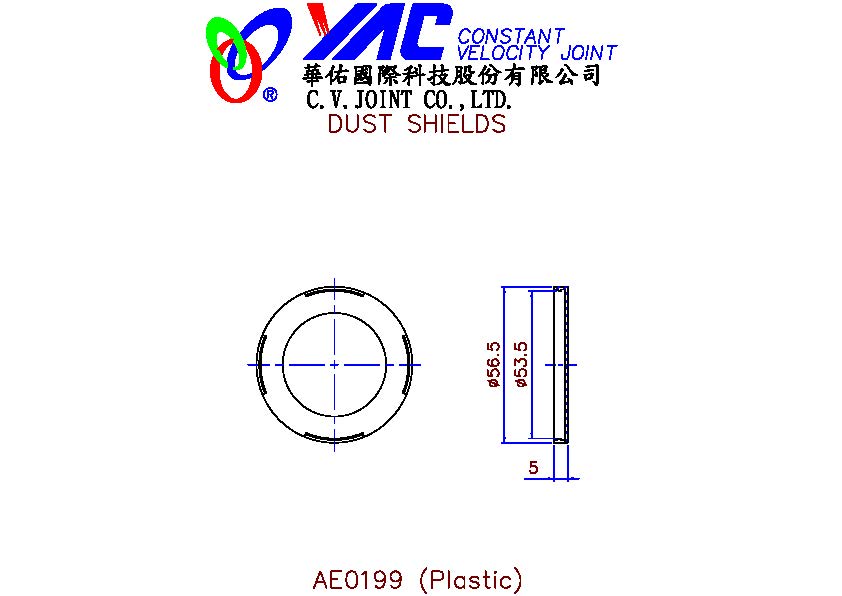 YAC CONSTANT
VELOCITY JOINT
華佑國際科技股份有限公司
®
C.V.JOINT CO.,LTD.
DUST SHIELDS
ø56.5
ø53.5
5
AE0199 (Plastic)